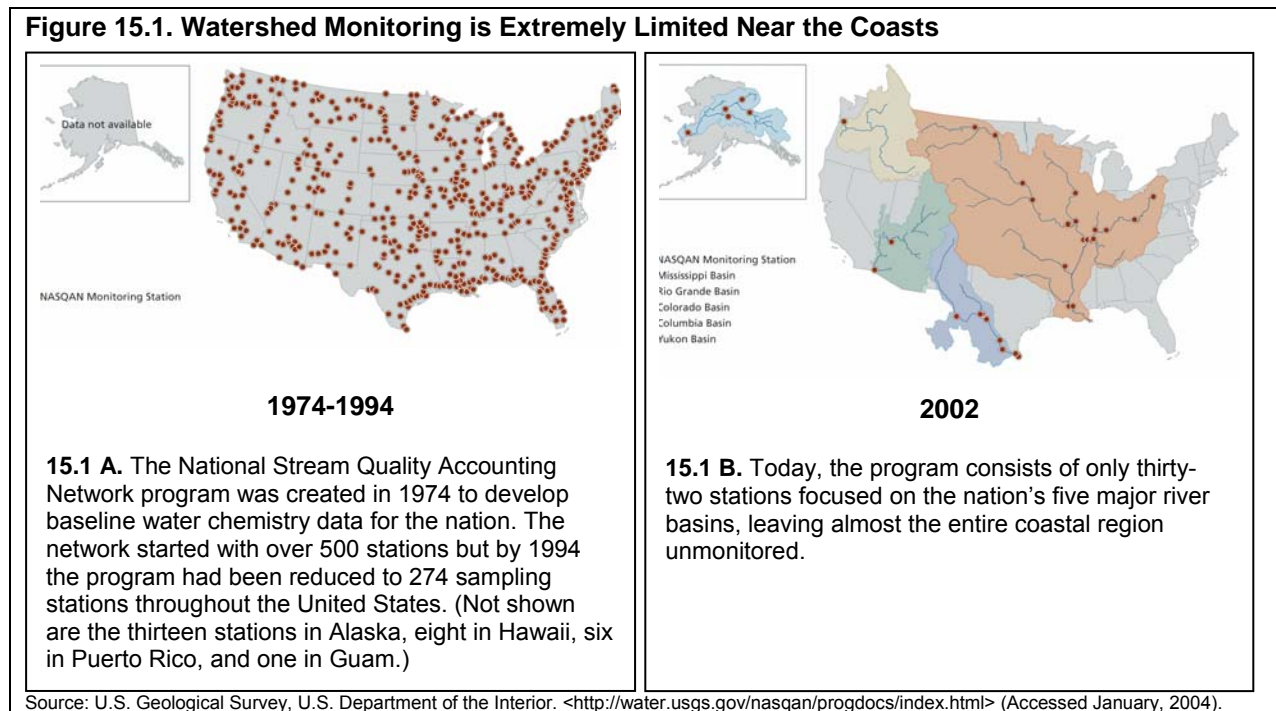 Figure 15.1. Watershed Monitoring is Extremely Limited Near the Coasts
Data not available
NASQAN Monitoring Station
1974-1994
15.1 A. The National Stream Quality Accounting
Network program was created in 1974 to develop
baseline water chemistry data for the nation. The
network started with over 500 stations but by 1994
the program had been reduced to 274 sampling
stations throughout the United States. (Not shown
are the thirteen stations in Alaska, eight in Hawaii, six
in Puerto Rico, and one in Guam.)
NASQAN Monitoring Station
Mississippi Basin
Rio Grande Basin
Colorado Basin
Columbia Basin
Yukon Basin
2002
15.1 B. Today, the program consists of only thirty-
two stations focused on the nation's five major river
basins, leaving almost the entire coastal region
unmonitored.
Source: U.S. Geological Survey, U.S. Department of the Interior. <http://water.usgs.gov/nasqan/progdocs/index.html> (Accessed January, 2004).